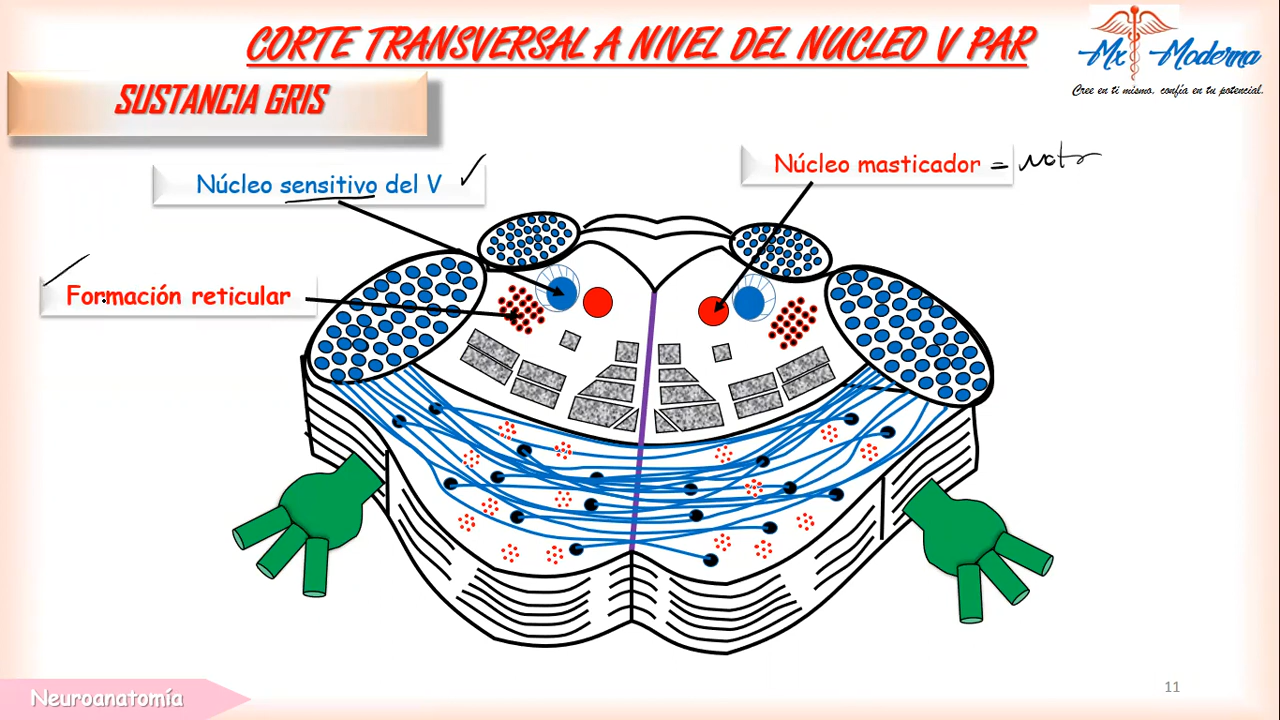 CORTE TRANSVERSAL A NIVEL DEL NUCLEO V PAR
Mx Moderna
Cree en ti mismo, confía en tu potencial.
SUSTANCIA GRIS
Núcleo sensitivo del V
Núcleo masticador =
Formación reticular
Neuroanatomía
11